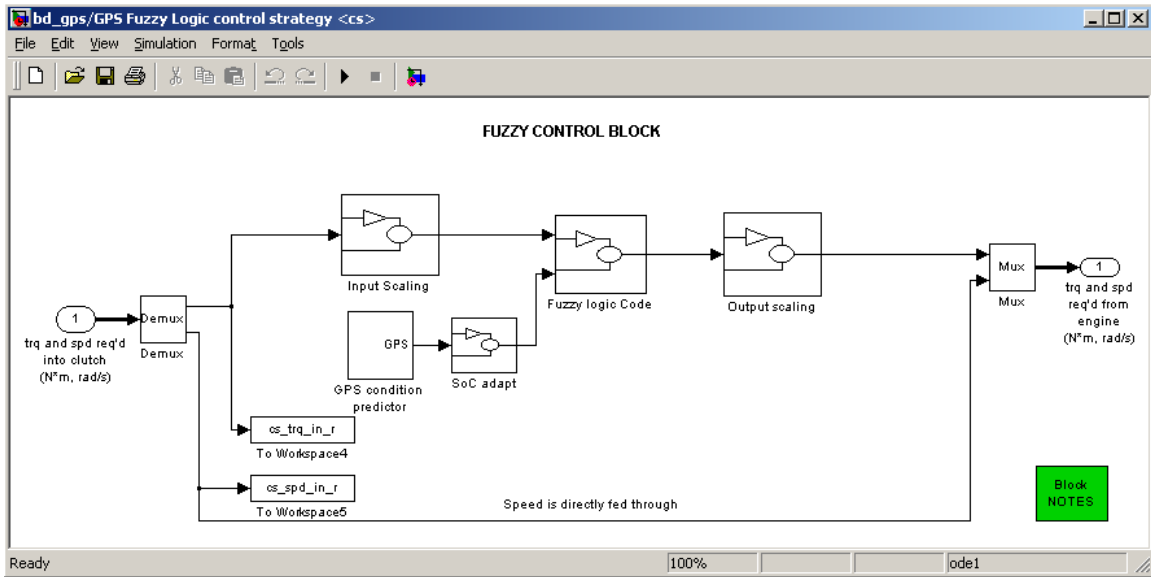 bd_gps/GPS Fuzzy Logic control strategy <cs>
File Edit View Simulation Format Tools
FUZZY CONTROL BLOCK
Input Scaling
Fuzzy logic Code
Output scaling
Mux
Mux
1
trq and spd
req'd from
engine
(N*m, rad/s)
1
trq and spd req'd
into clutch
(N*m, rad/s)
Demux
Demux
GPS
GPS condition
predictor
SoC adapt
cs_trq_in_r
To Workspace4
cs_spd_in_r
To Workspace5
Speed is directly fed through
Block
NOTES
Ready 100% ode1